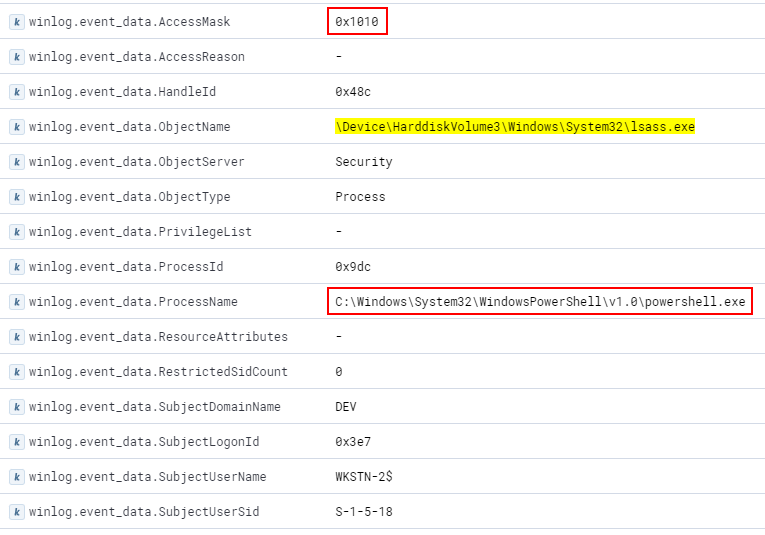 k winlog.event_data.AccessMask 0x1010
k winlog.event_data.AccessReason -
k winlog.event_data.HandleId 0x48c
k winlog.event_data.ObjectName \Device\HarddiskVolume3\Windows\System32\lsass.exe
k winlog.event_data.ObjectServer Security
k winlog.event_data.ObjectType Process
k winlog.event_data.PrivilegeList -
k winlog.event_data.ProcessId 0x9dc
k winlog.event_data.ProcessName C:\Windows\System32\WindowsPowerShell\v1.0\powershell.exe
k winlog.event_data.ResourceAttributes -
k winlog.event_data.RestrictedSidCount 0
k winlog.event_data.SubjectDomainName DEV
k winlog.event_data.SubjectLogonId 0x3e7
k winlog.event_data.SubjectUserName WKSTN-2$
k winlog.event_data.SubjectUserSid S-1-5-18